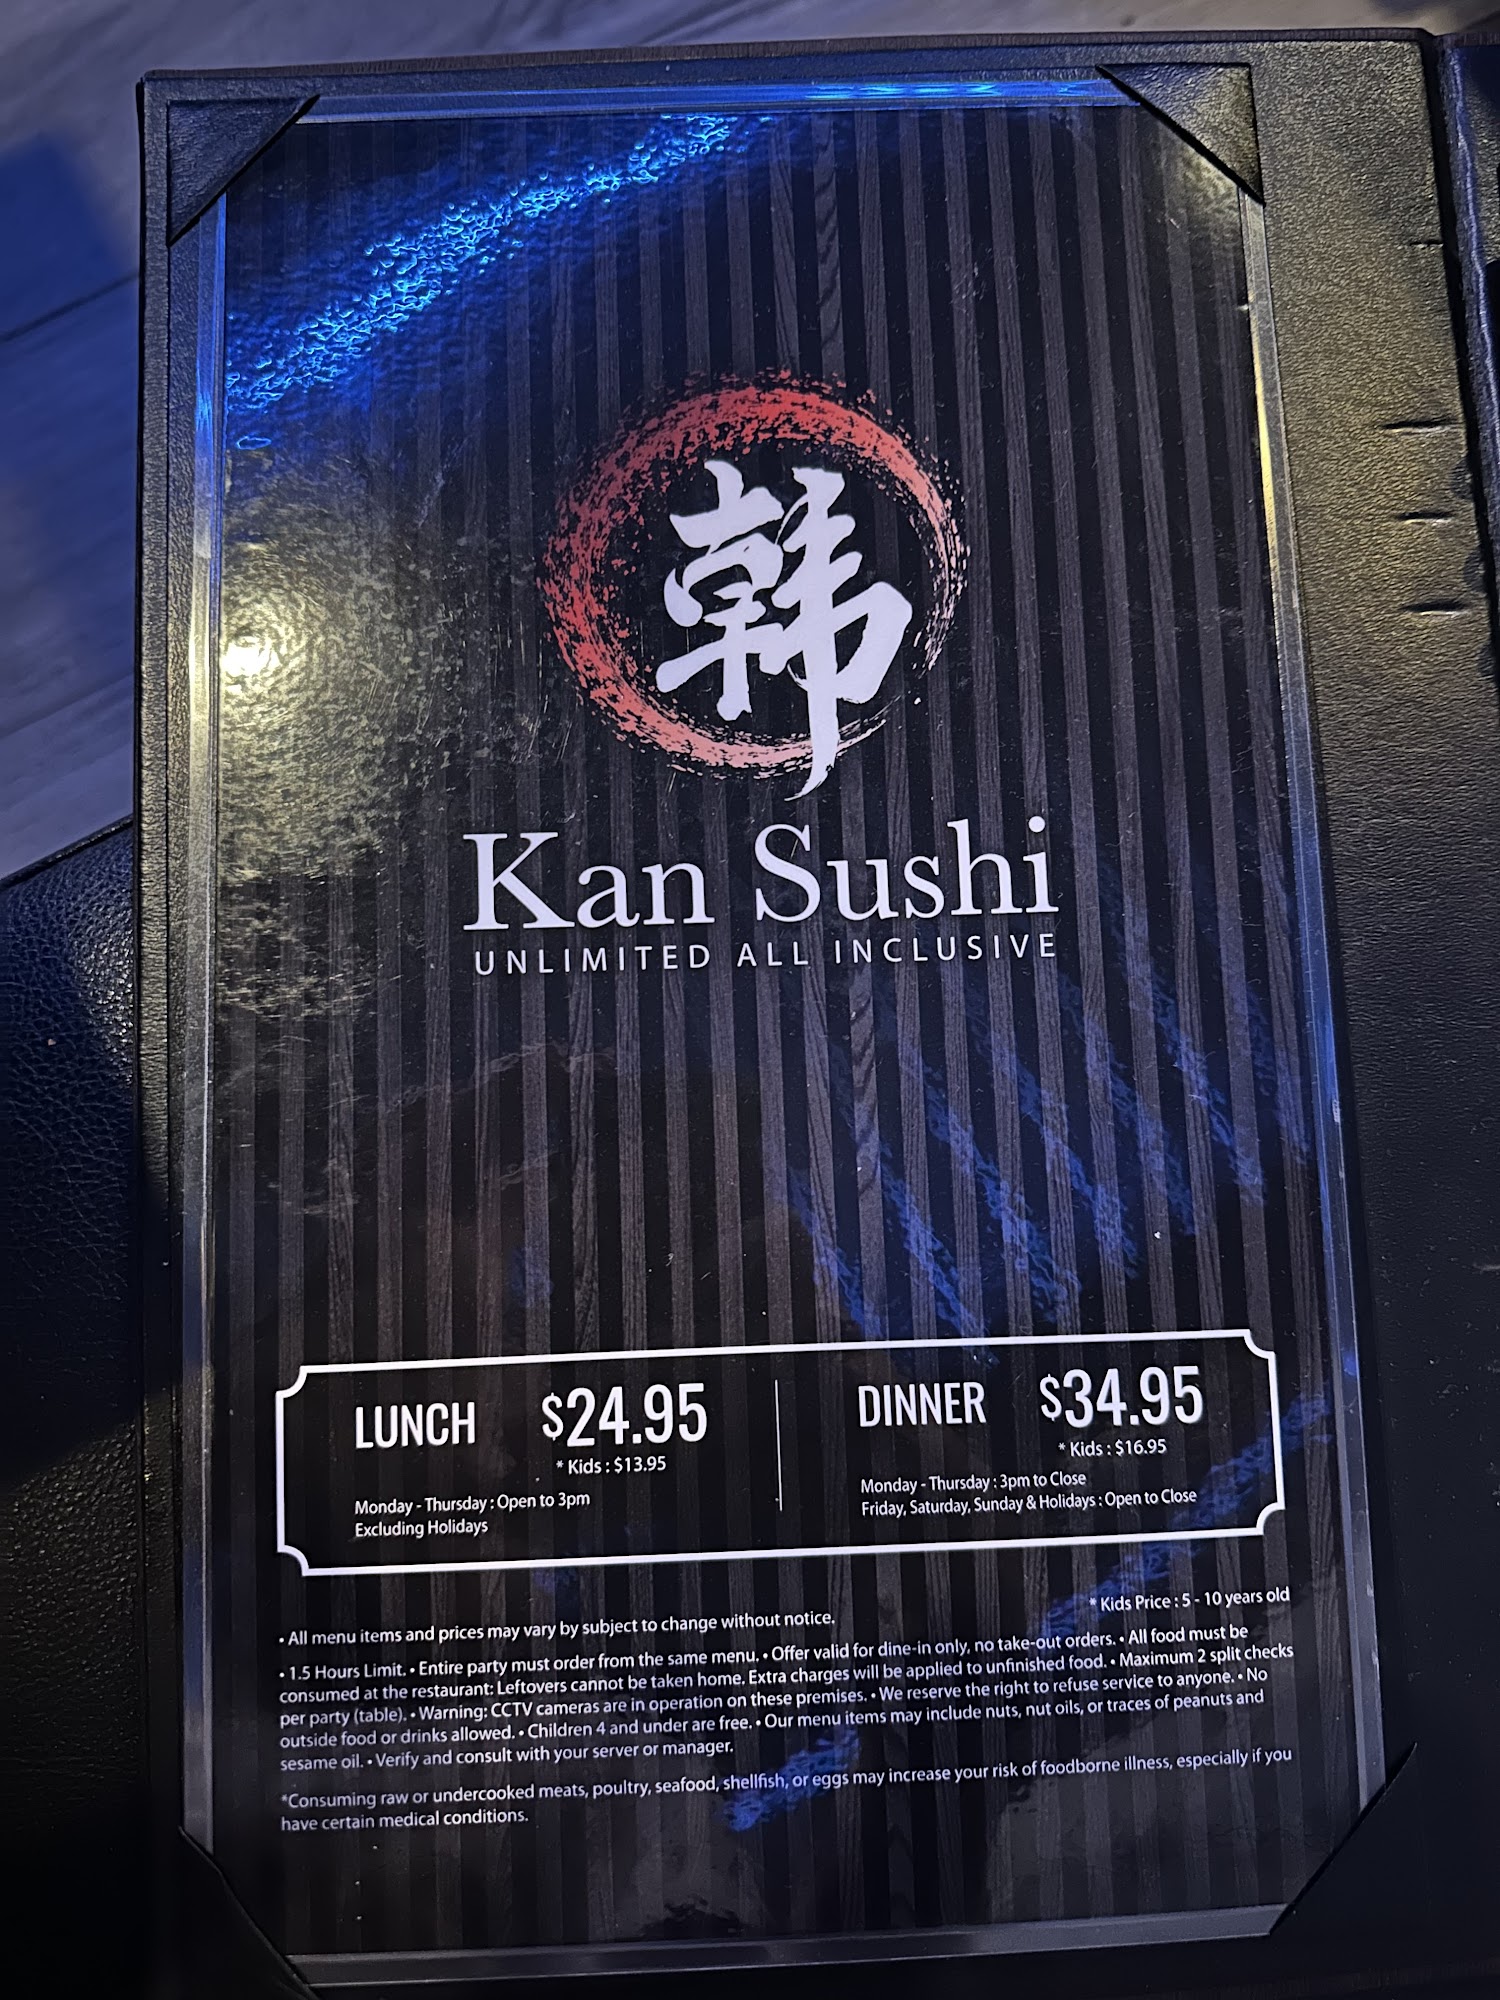 韩
Kan Sushi
UNLIMITED ALL INCLUSIVE
LUNCH $24.95
* Kids : $13.95
Monday - Thursday : Open to 3pm
Excluding Holidays
DINNER $34.95
* Kids : $16.95
Monday - Thursday : 3pm to Close
Friday, Saturday, Sunday & Holidays : Open to Close
* Kids Price : 5 - 10 years old
• All menu items and prices may vary by subject to change without notice.
• 1.5 Hours Limit. • Entire party must order from the same menu. • Offer valid for dine-in only, no take-out orders. • All food must be
consumed at the restaurant: Leftovers cannot be taken home. Extra charges will be applied to unfinished food. • Maximum 2 split checks
per party (table). • Warning: CCTV cameras are in operation on these premises. • We reserve the right to refuse service to anyone. • No
outside food or drinks allowed. • Children 4 and under are free. • Our menu items may include nuts, nut oils, or traces of peanuts and
sesame oil. • Verify and consult with your server or manager.
*Consuming raw or undercooked meats, poultry, seafood, shellfish, or eggs may increase your risk of foodborne illness, especially if you
have certain medical conditions.